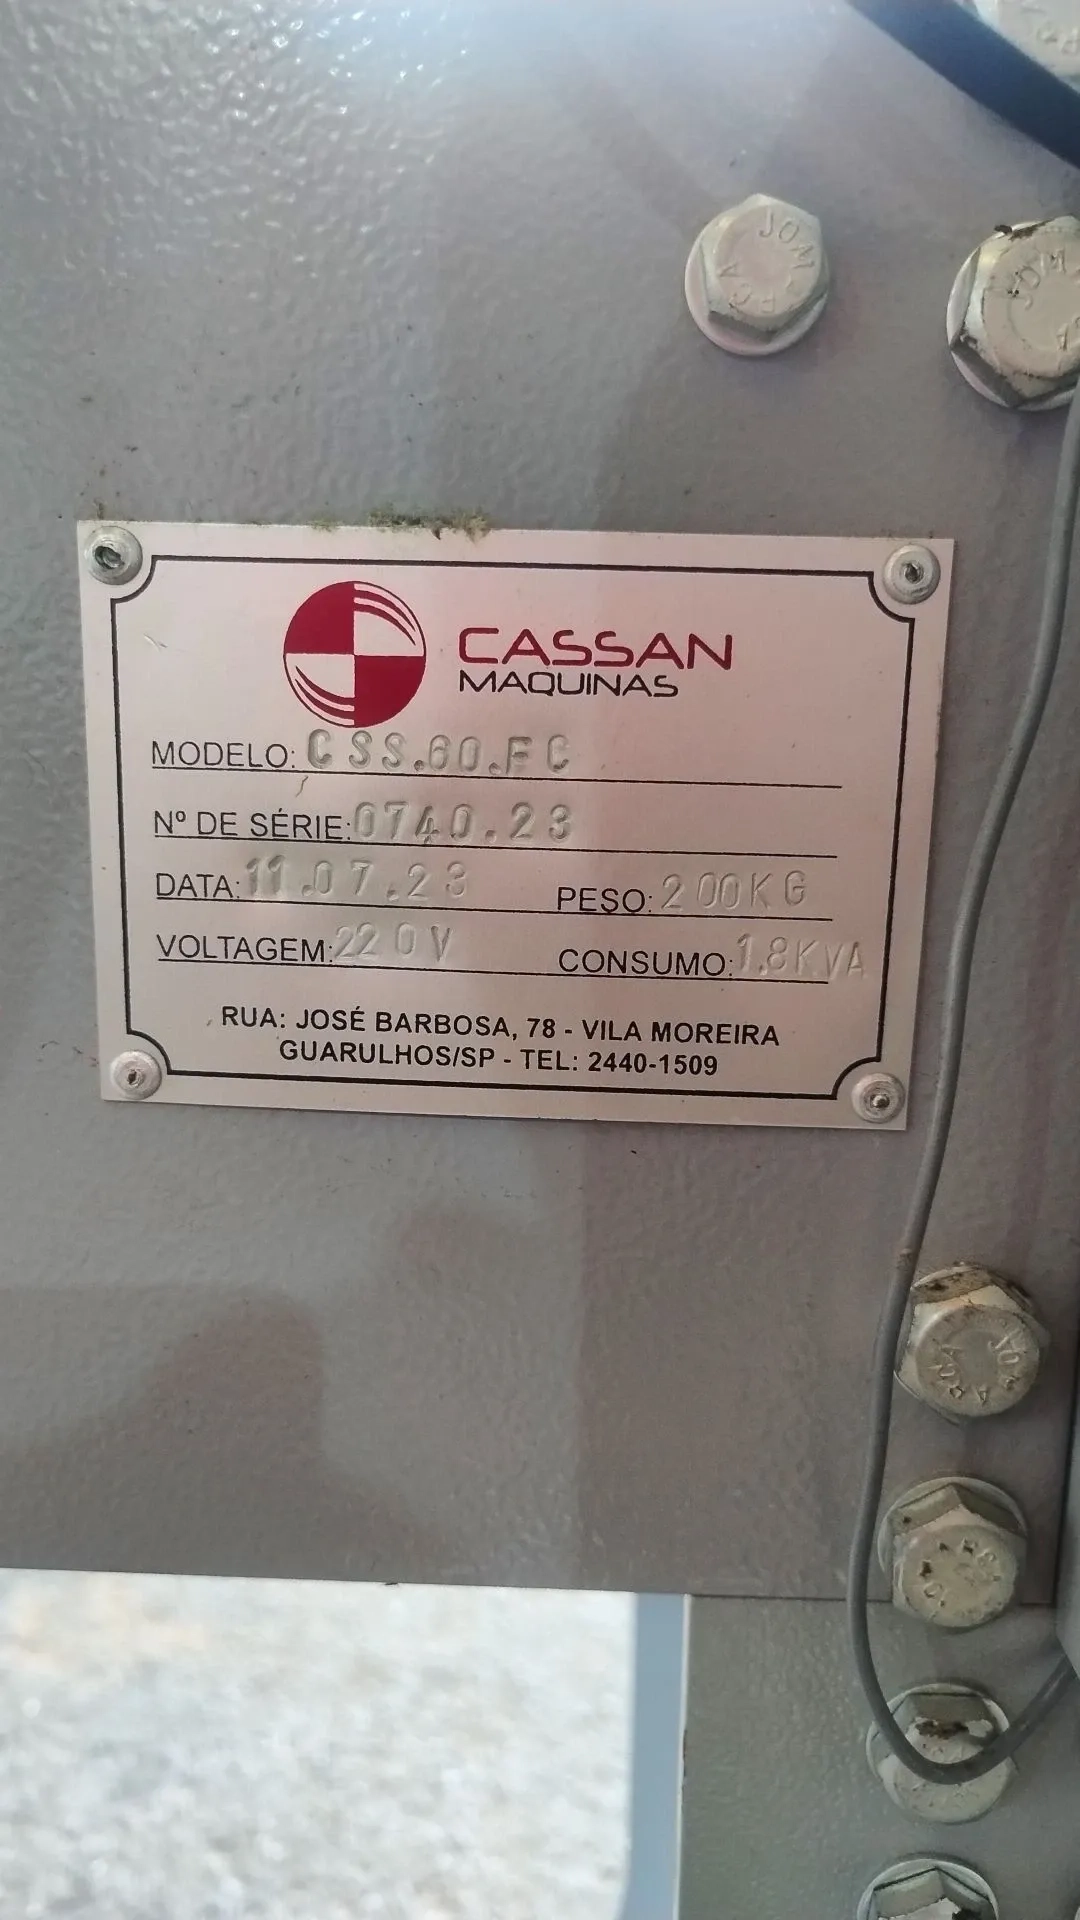 JOMARCA
CASSAN
MAQUINAS
MODELO: CSS.60.FC
Nº DE SÉRIE: 0740.23
DATA: 11.07.23 PESO: 200KG
VOLTAGEM: 220V CONSUMO: 1.8KVA
RUA: JOSÉ BARBOSA, 78 - VILA MOREIRA
GUARULHOS/SP - TEL: 2440-1509